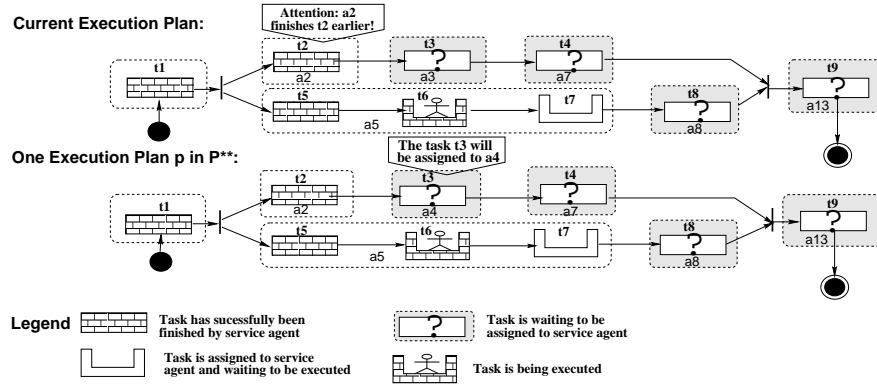 Current Execution Plan:
Attention: a2
finishes t2 earlier!
t1
t2
a2
t3
?
a3
t4
?
a7
t5
t6
t7
a5
t8
?
a8
t9
?
a13
One Execution Plan p in P**:
The task t3 will
be assigned to a4
t1
t2
a2
t3
?
a4
t4
?
a7
t5
t6
t7
a5
t8
?
a8
t9
?
a13
Legend
Task has sucessfully been
finished by service agent
?
Task is waiting to be
assigned to service agent
Task is assigned to service
agent and waiting to be executed
Task is being executed